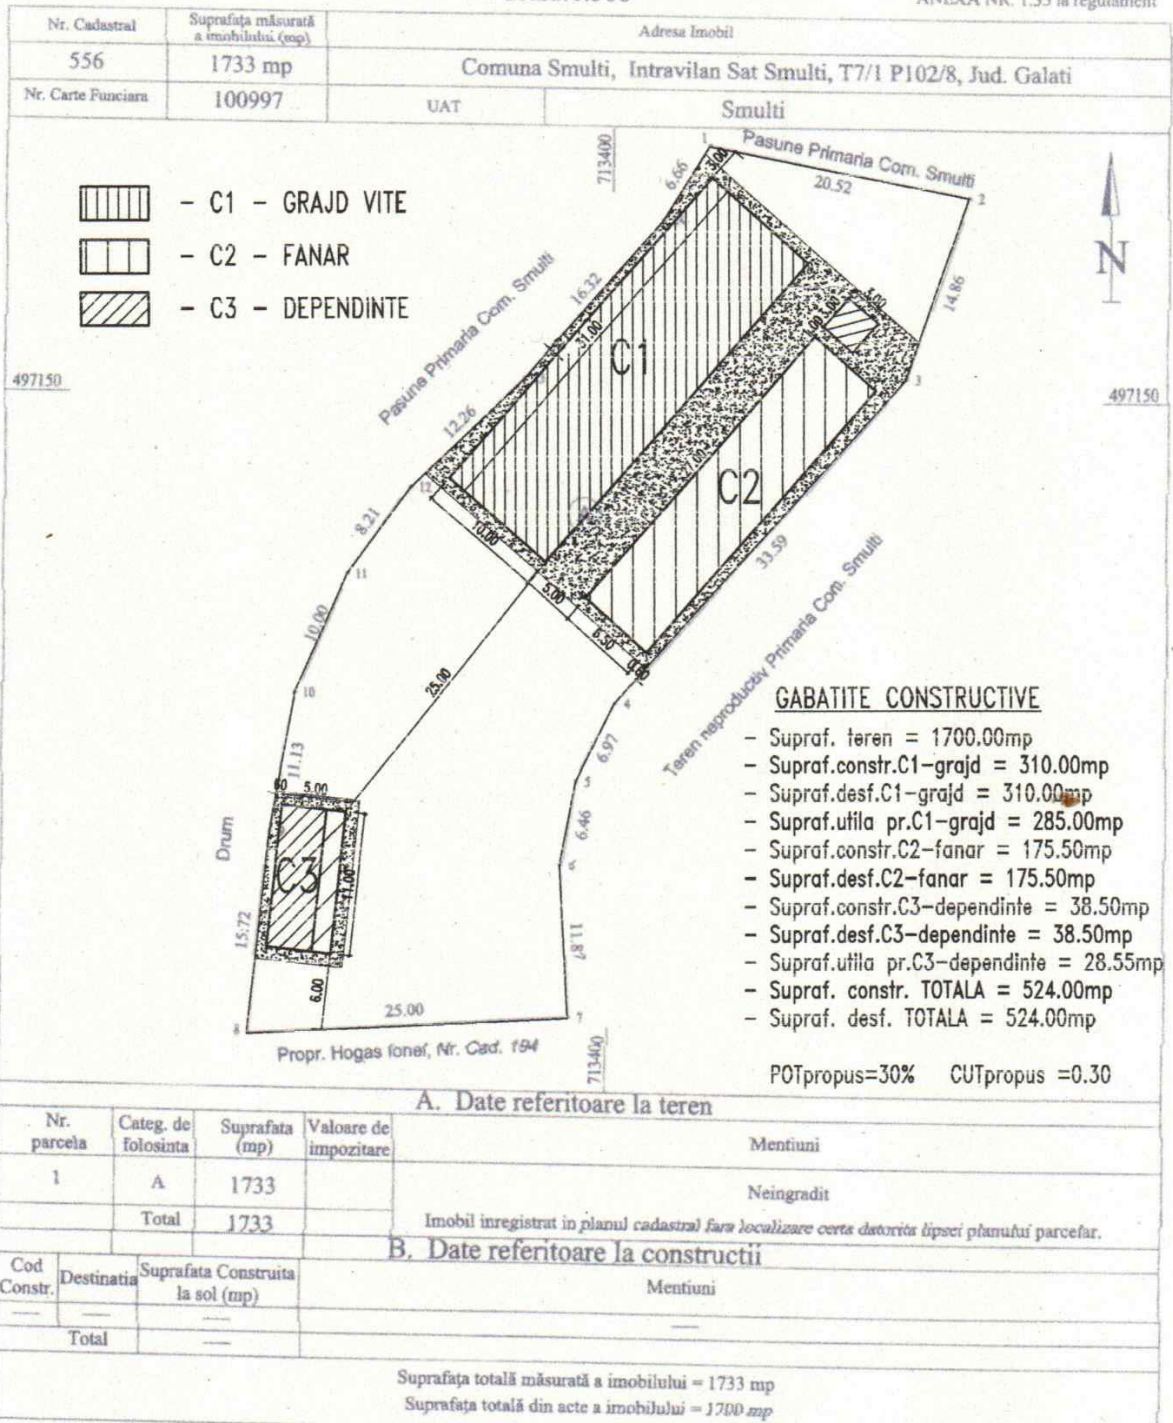 ANEXA NR. 1.35 la regulament
Nr. Cadastral
Suprafața măsurată
a imobilului (mp)
Adresa Imobil
556
1733 mp
Comuna Smulti, Intravilan Sat Smulti, T7/1 P102/8, Jud. Galati
Nr. Carte Funciara
100997
UAT
Smulti
- C1 - GRAJD VITE
- C2 - FANAR
- C3 - DEPENDINTE
713400
1
Pasune Primaria Com. Smulti
20.52
2
N
3.00
6.66
14.86
Pasune Primaria Com. Smulti
16.32
31.00
C1
3.00
3.00
497150
497150
3
12.26
12
C2
10.00
8.21
11
33.59
5.00
6.50
Teren neproductiv Primaria Com. Smulti
10.00
10
25.00
4
6.97
5
11.13
60
5.00
6.46
6
Drum
C3
11.00
15.72
11.87
6.00
25.00
7
Propr. Hogas Ionel, Nr. Cad. 194
713400
GABATITE CONSTRUCTIVE
- Supraf. teren = 1700.00mp
- Supraf.constr.C1-grajd = 310.00mp
- Supraf.desf.C1-grajd = 310.00mp
- Supraf.utila pr.C1-grajd = 285.00mp
- Supraf.constr.C2-fanar = 175.50mp
- Supraf.desf.C2-fanar = 175.50mp
- Supraf.constr.C3-dependinte = 38.50mp
- Supraf.desf.C3-dependinte = 38.50mp
- Supraf.utila pr.C3-dependinte = 28.55mp
- Supraf. constr. TOTALA = 524.00mp
- Supraf. desf. TOTALA = 524.00mp
POTpropus=30% CUTpropus =0.30
A. Date referitoare la teren
Nr.
parcela
Categ. de
folosinta
Suprafata
(mp)
Valoare de
impozitare
Mentiuni
1
A
1733
Neingradit
Total
1733
Imobil inregistrat in planul cadastral fara localizare certa datorita lipsei planului parcelar.
B. Date referitoare la constructii
Cod
Constr.
Destinatia
Suprafata Construita
la sol (mp)
Mentiuni
Total
Suprafața totală măsurată a imobilului = 1733 mp
Suprafața totală din acte a imobilului = 1700 mp